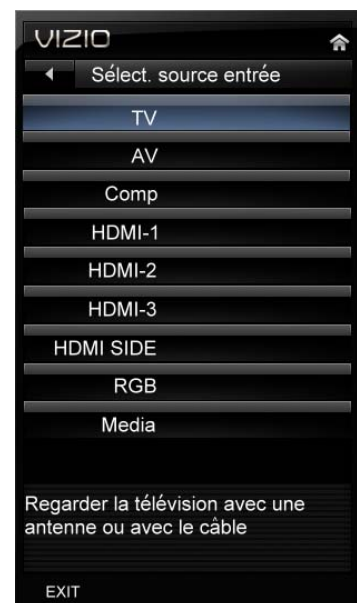 VIZIO
Sélect. source entrée
TV
AV
Comp
HDMI-1
HDMI-2
HDMI-3
HDMI SIDE
RGB
Media
Regarder la télévision avec une
antenne ou avec le câble
EXIT